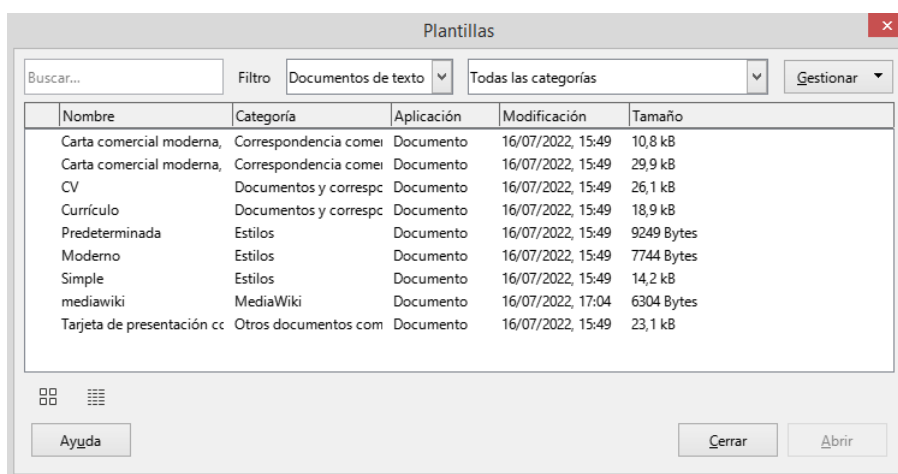 Plantillas
Buscar... Filtro Documentos de texto Todas las categorías Gestionar
Nombre Categoría Aplicación Modificación Tamaño
Carta comercial moderna, Correspondencia comer Documento 16/07/2022, 15:49 10,8 kB
Carta comercial moderna, Correspondencia comer Documento 16/07/2022, 15:49 29,9 kB
CV Documentos y correspc Documento 16/07/2022, 15:49 26,1 kB
Currículo Documentos y correspc Documento 16/07/2022, 15:49 18,9 kB
Predeterminada Estilos Documento 16/07/2022, 15:49 9249 Bytes
Moderno Estilos Documento 16/07/2022, 15:49 7744 Bytes
Simple Estilos Documento 16/07/2022, 15:49 14,2 kB
mediawiki MediaWiki Documento 16/07/2022, 17:04 6304 Bytes
Tarjeta de presentación cc Otros documentos com Documento 16/07/2022, 15:49 23,1 kB
Ayuda Cerrar Abrir